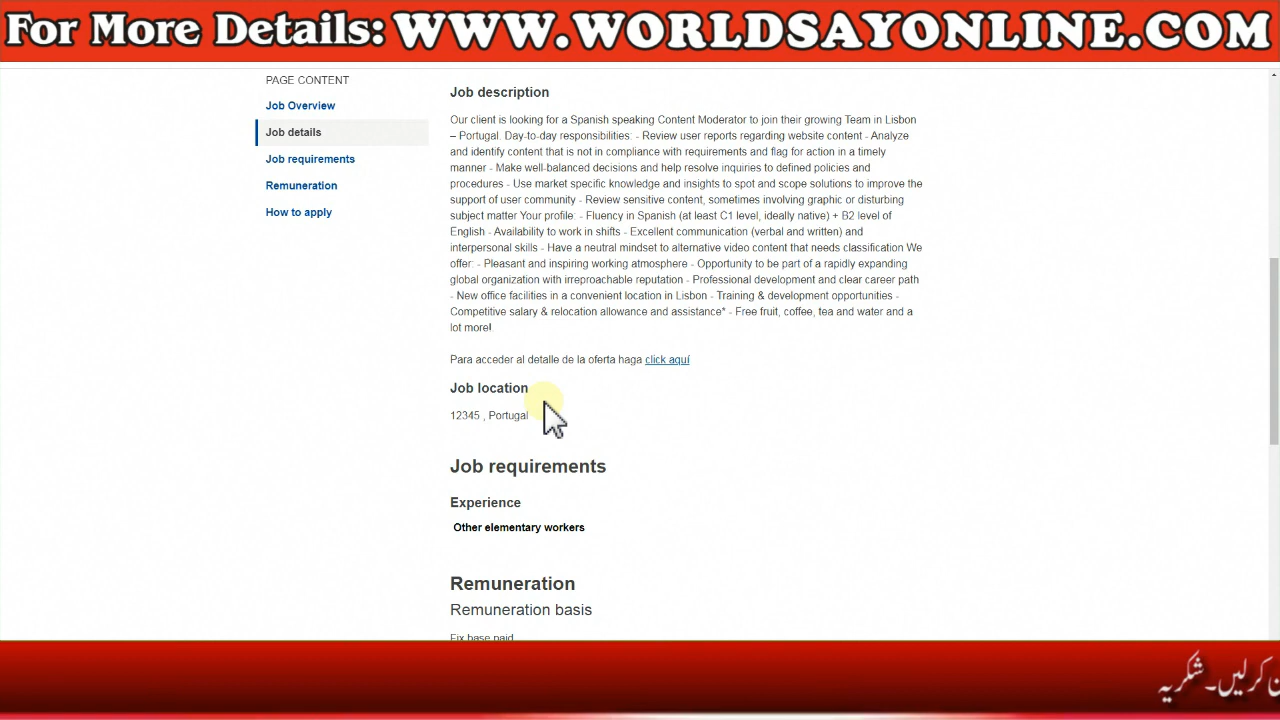 For More Details: WWW.WORLDSAYONLINE.COM
PAGE CONTENT
Job Overview
Job details
Job requirements
Remuneration
How to apply
Job description
Our client is looking for a Spanish speaking Content Moderator to join their growing Team in Lisbon
– Portugal. Day-to-day responsibilities: - Review user reports regarding website content - Analyze
and identify content that is not in compliance with requirements and flag for action in a timely
manner - Make well-balanced decisions and help resolve inquiries to defined policies and
procedures - Use market specific knowledge and insights to spot and scope solutions to improve the
support of user community - Review sensitive content, sometimes involving graphic or disturbing
subject matter Your profile: - Fluency in Spanish (at least C1 level, ideally native) + B2 level of
English - Availability to work in shifts - Excellent communication (verbal and written) and
interpersonal skills - Have a neutral mindset to alternative video content that needs classification We
offer: - Pleasant and inspiring working atmosphere - Opportunity to be part of a rapidly expanding
global organization with irreproachable reputation - Professional development and clear career path
- New office facilities in a convenient location in Lisbon - Training & development opportunities -
Competitive salary & relocation allowance and assistance* - Free fruit, coffee, tea and water and a
lot more!
Para acceder al detalle de la oferta haga click aquí
Job location
12345 , Portugal
Job requirements
Experience
Other elementary workers
Remuneration
Remuneration basis
Fix base paid
کرلیں۔شکریہ